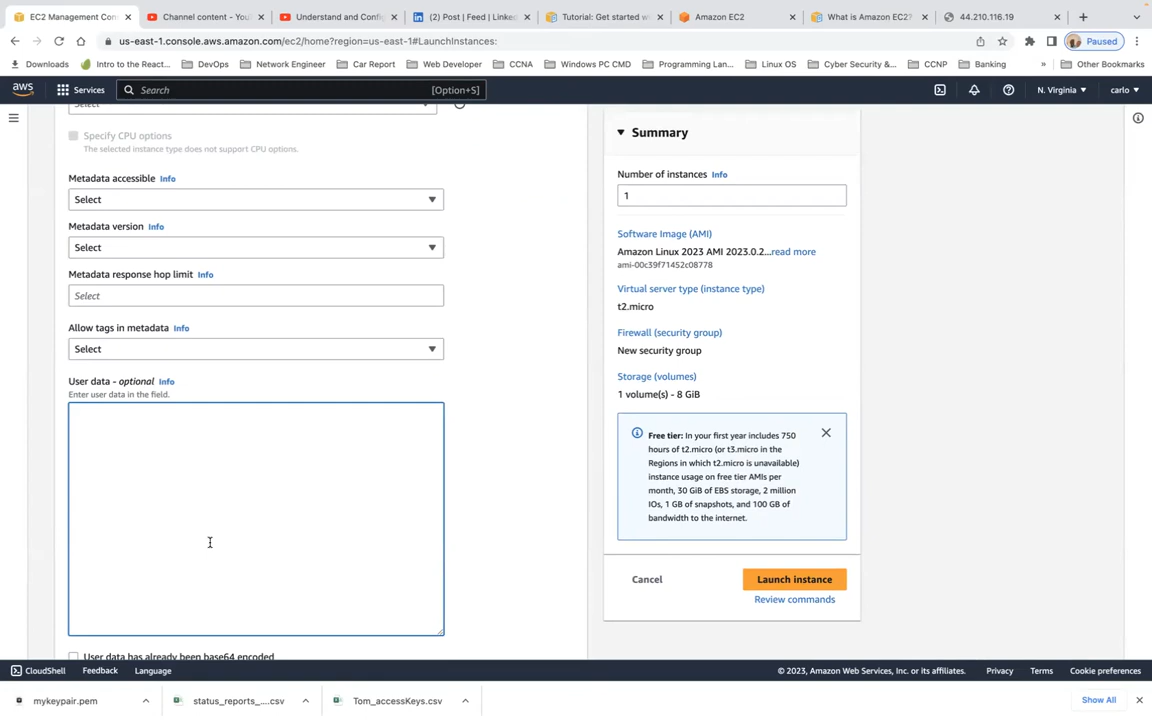 EC2 Management Con
Channel content - You
Understand and Confi
(2) Post | Feed | Linked
Tutorial: Get started w
Amazon EC2
What is Amazon EC2?
44.210.116.19
us-east-1.console.aws.amazon.com/ec2/home?region=us-east-1#LaunchInstances:
Paused
Downloads
Intro to the React...
DevOps
Network Engineer
Car Report
Web Developer
CCNA
Windows PC CMD
Programming Lan...
Linux OS
Cyber Security &...
CCNP
Banking
»
Other Bookmarks
aws
Services
Search
[Option+S]
N. Virginia
carlo
Select
Specify CPU options
The selected instance type does not support CPU options.
Metadata accessible Info
Select
Metadata version Info
Select
Metadata response hop limit Info
Select
Allow tags in metadata Info
Select
User data - optional Info
Enter user data in the field.
User data has already been base64 encoded
Summary
Number of instances Info
1
Software Image (AMI)
Amazon Linux 2023 AMI 2023.0.2...read more
ami-00c39f71452c08778
Virtual server type (instance type)
t2.micro
Firewall (security group)
New security group
Storage (volumes)
1 volume(s) - 8 GiB
Free tier: In your first year includes 750
hours of t2.micro (or t3.micro in the
Regions in which t2.micro is unavailable)
instance usage on free tier AMIs per
month, 30 GiB of EBS storage, 2 million
IOs, 1 GB of snapshots, and 100 GB of
bandwidth to the internet.
Cancel
Launch instance
Review commands
CloudShell
Feedback
Language
© 2023, Amazon Web Services, Inc. or its affiliates.
Privacy
Terms
Cookie preferences
mykeypair.pem
status_reports_....csv
Tom_accessKeys.csv
Show All